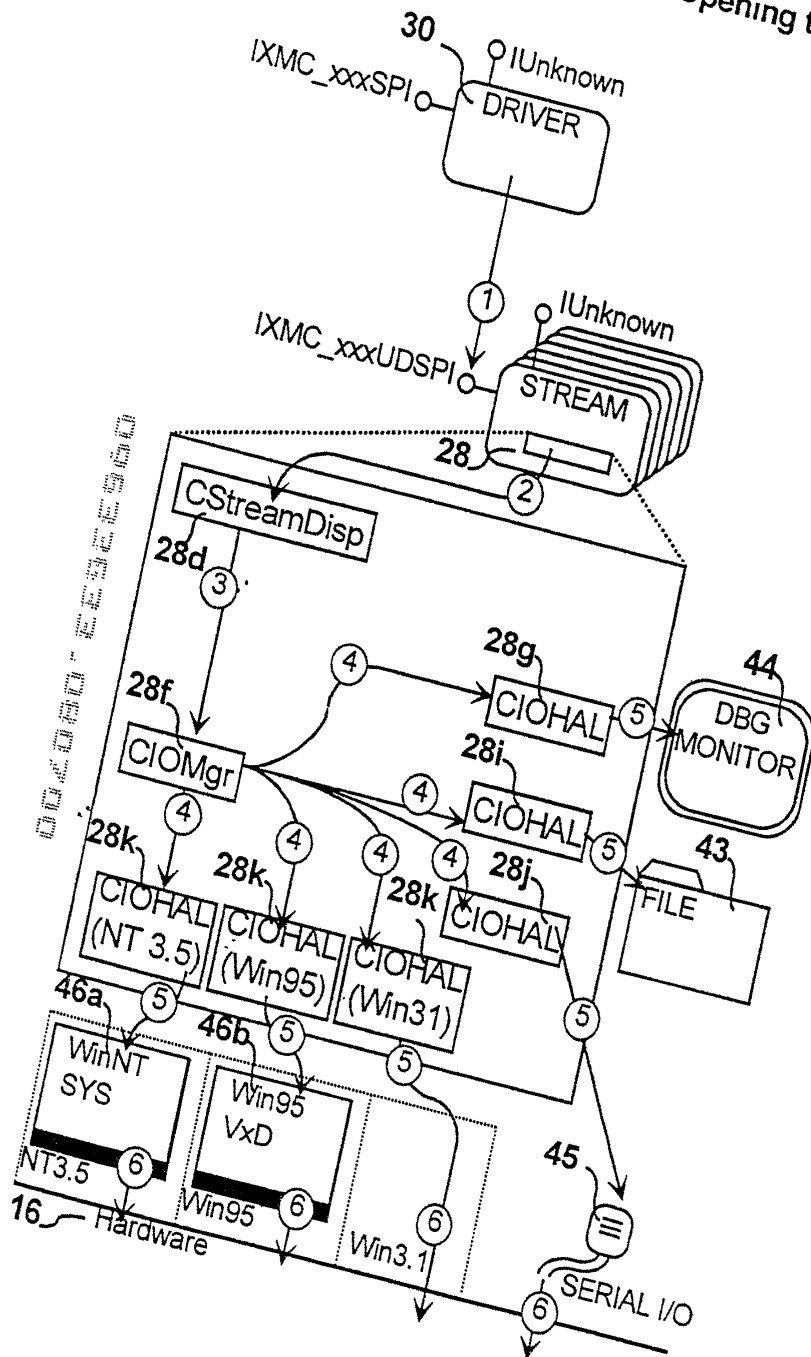 30
IUnknown
IXMC_xxxSPI
DRIVER
1
IUnknown
IXMC_xxxUDSPI
STREAM
28
2
CStreamDisp
28d
3
4
28g
44
28f
CIOHAL
5
DBG
MONITOR
CIOMgr
28i
4
4
CIOHAL
5
43
28k
4
4
4
28j
FILE
28k
28k
CIOHAL
CIOHAL
(NT 3.5)
CIOHAL
(Win95)
CIOHAL
(Win31)
46a
5
46b
5
5
5
WinNT
SYS
Win95
VxD
45
NT3.5
6
Win95
6
Win3.1
6
16
Hardware
SERIAL I/O
6